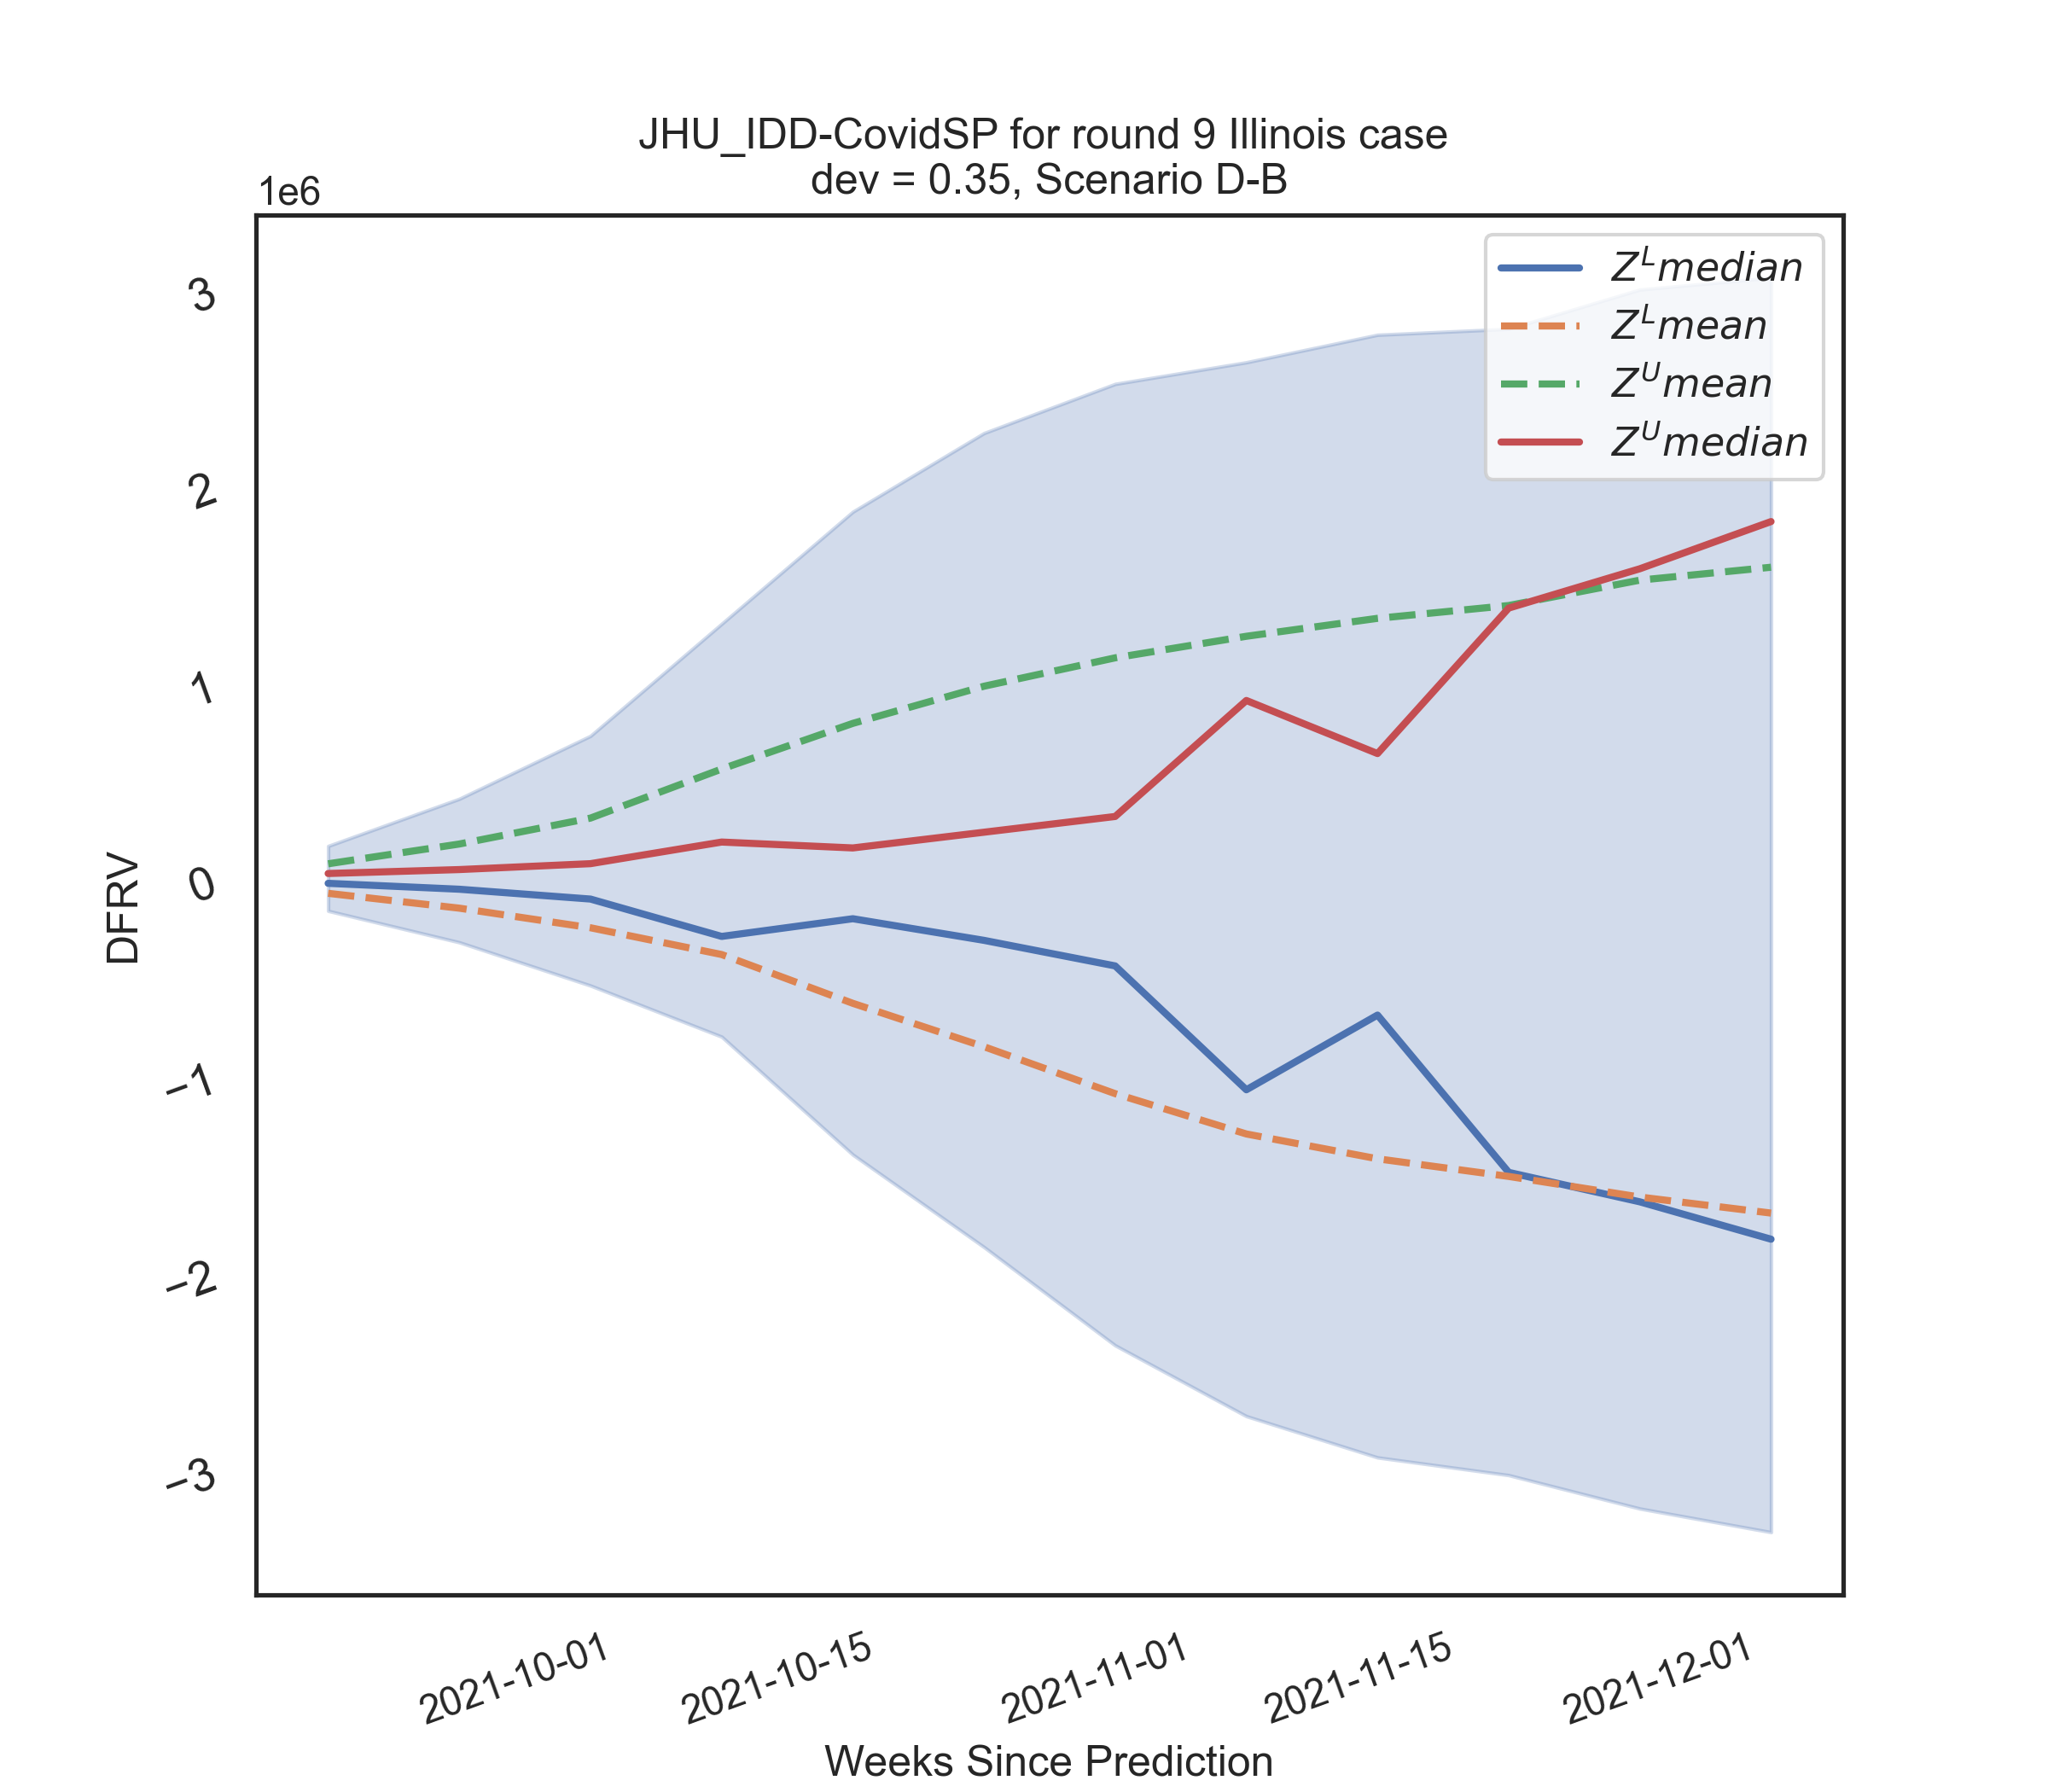 JHU_IDD-CovidSP for round 9 Illinois case
dev = 0.35, Scenario D-B
1e6
3
2
1
0
−1
−2
−3
DFRV
Z^L median
Z^L mean
Z^U mean
Z^U median
2021-10-01
2021-10-15
2021-11-01
2021-11-15
2021-12-01
Weeks Since Prediction